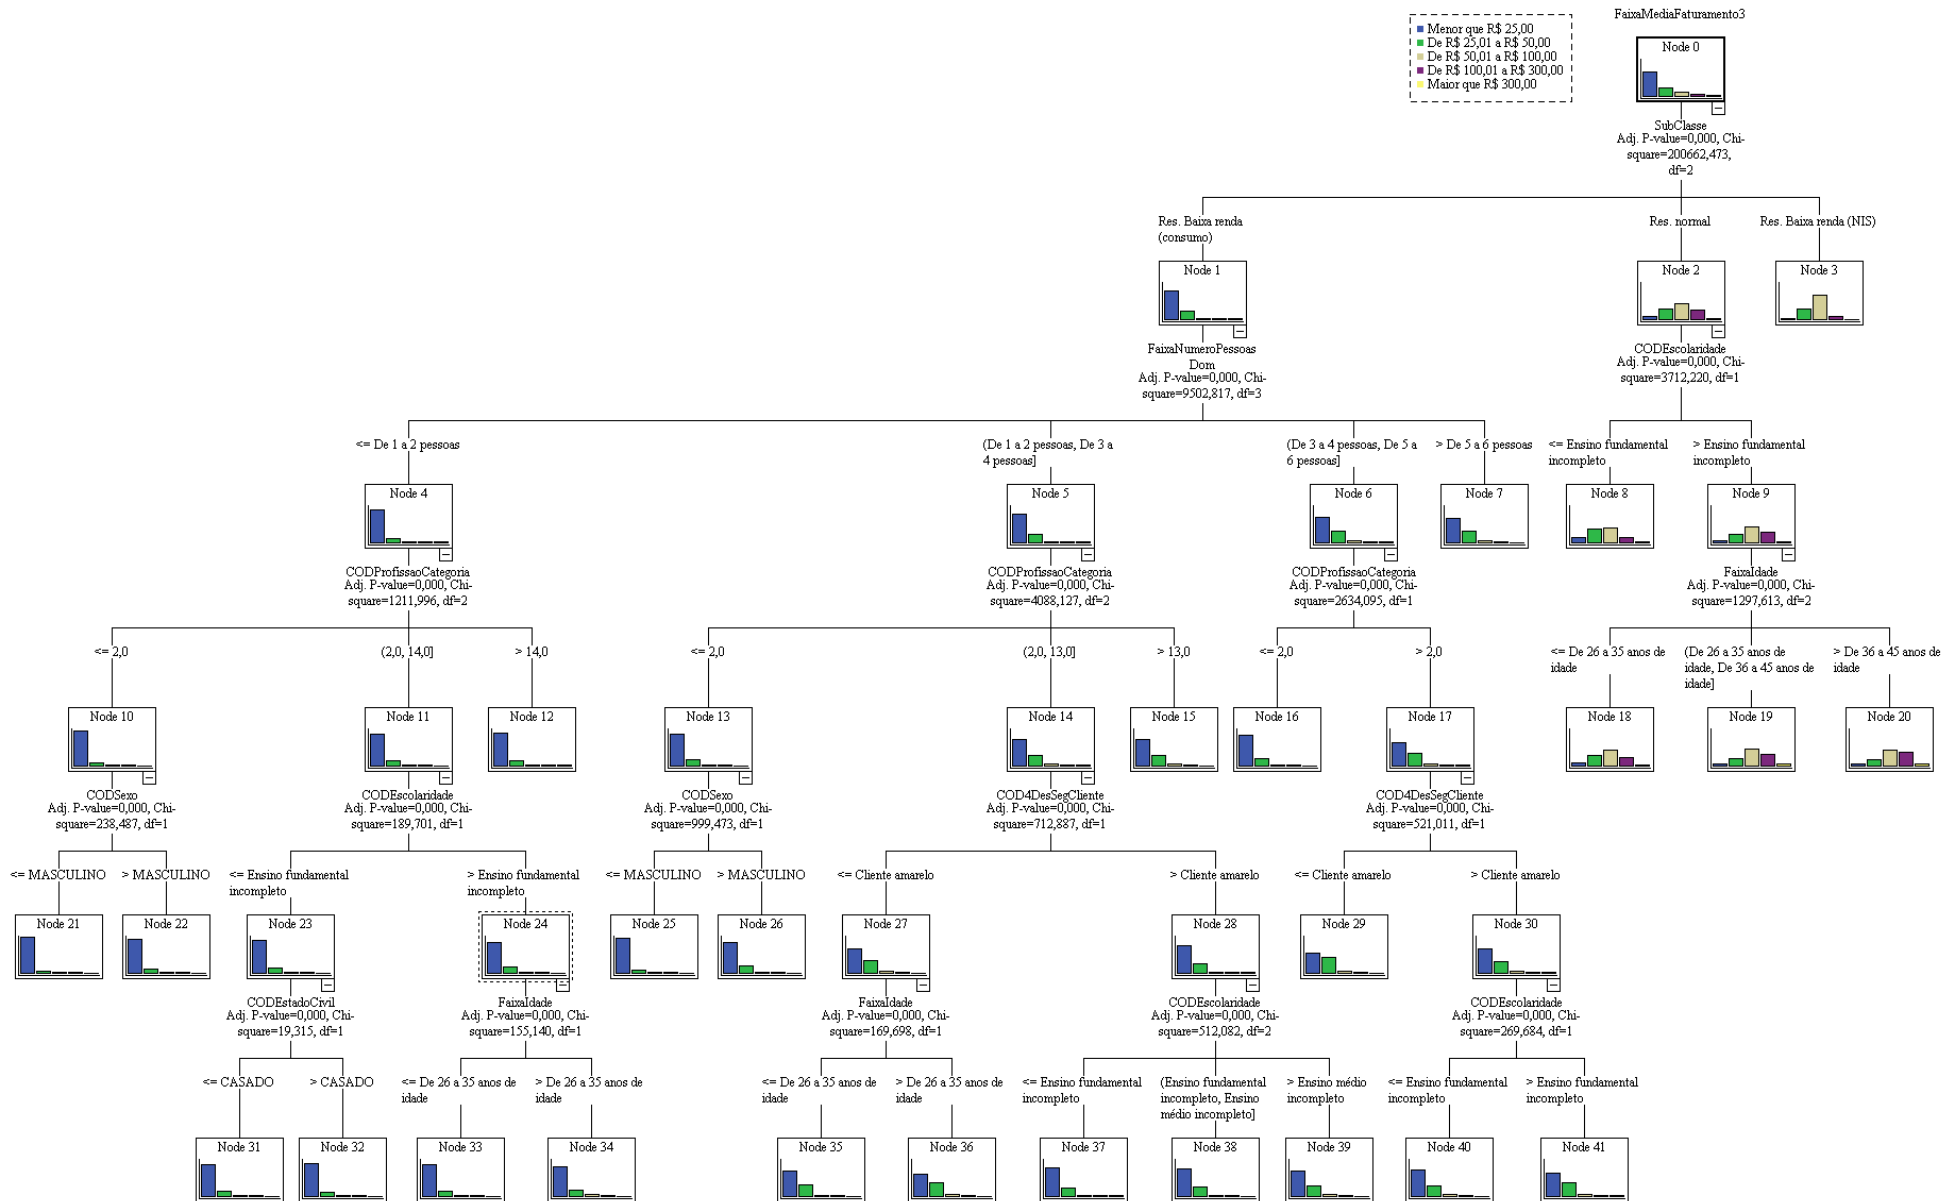 FaixaMediaFaturamento3
Menor que R$ 25,00
De R$ 25,01 a R$ 50,00
De R$ 50,01 a R$ 100,00
De R$ 100,01 a R$ 300,00
Maior que R$ 300,00
Node 0
SubClasse
Adj. P-value=0,000, Chi-
square=200662,473,
df=2
Res. Baixa renda
(consumo)
Res. normal
Res. Baixa renda (NIS)
Node 1
Node 2
Node 3
FaixaNumeroPessoas
Dom
Adj. P-value=0,000, Chi-
square=9502,817, df=3
CODEscolaridade
Adj. P-value=0,000, Chi-
square=3712,220, df=1
<= De 1 a 2 pessoas
(De 1 a 2 pessoas, De 3 a
4 pessoas]
(De 3 a 4 pessoas, De 5 a
6 pessoas]
> De 5 a 6 pessoas
<= Ensino fundamental
incompleto
> Ensino fundamental
incompleto
Node 4
Node 5
Node 6
Node 7
Node 8
Node 9
CODProfissaoCategoria
Adj. P-value=0,000, Chi-
square=1211,996, df=2
CODProfissaoCategoria
Adj. P-value=0,000, Chi-
square=4088,127, df=2
CODProfissaoCategoria
Adj. P-value=0,000, Chi-
square=2634,095, df=1
FaixaIdade
Adj. P-value=0,000, Chi-
square=1297,613, df=2
<= 2,0
(2,0, 14,0]
> 14,0
<= 2,0
(2,0, 13,0]
> 13,0
<= 2,0
> 2,0
<= De 26 a 35 anos de
idade
(De 26 a 35 anos de
idade, De 36 a 45 anos de
idade]
> De 36 a 45 anos de
idade
Node 10
Node 11
Node 12
Node 13
Node 14
Node 15
Node 16
Node 17
Node 18
Node 19
Node 20
CODSexo
Adj. P-value=0,000, Chi-
square=238,487, df=1
CODEscolaridade
Adj. P-value=0,000, Chi-
square=189,701, df=1
CODSexo
Adj. P-value=0,000, Chi-
square=999,473, df=1
COD4DesSegCliente
Adj. P-value=0,000, Chi-
square=712,887, df=1
COD4DesSegCliente
Adj. P-value=0,000, Chi-
square=521,011, df=1
<= MASCULINO
> MASCULINO
<= Ensino fundamental
incompleto
> Ensino fundamental
incompleto
<= MASCULINO
> MASCULINO
<= Cliente amarelo
> Cliente amarelo
<= Cliente amarelo
> Cliente amarelo
Node 21
Node 22
Node 23
Node 24
Node 25
Node 26
Node 27
Node 28
Node 29
Node 30
CODEstadoCivil
Adj. P-value=0,000, Chi-
square=19,315, df=1
FaixaIdade
Adj. P-value=0,000, Chi-
square=155,140, df=1
FaixaIdade
Adj. P-value=0,000, Chi-
square=169,698, df=1
CODEscolaridade
Adj. P-value=0,000, Chi-
square=512,082, df=2
CODEscolaridade
Adj. P-value=0,000, Chi-
square=269,684, df=1
<= CASADO
> CASADO
<= De 26 a 35 anos de
idade
> De 26 a 35 anos de
idade
<= De 26 a 35 anos de
idade
> De 26 a 35 anos de
idade
<= Ensino fundamental
incompleto
(Ensino fundamental
incompleto, Ensino
médio incompleto]
> Ensino médio
incompleto
<= Ensino fundamental
incompleto
> Ensino fundamental
incompleto
Node 31
Node 32
Node 33
Node 34
Node 35
Node 36
Node 37
Node 38
Node 39
Node 40
Node 41